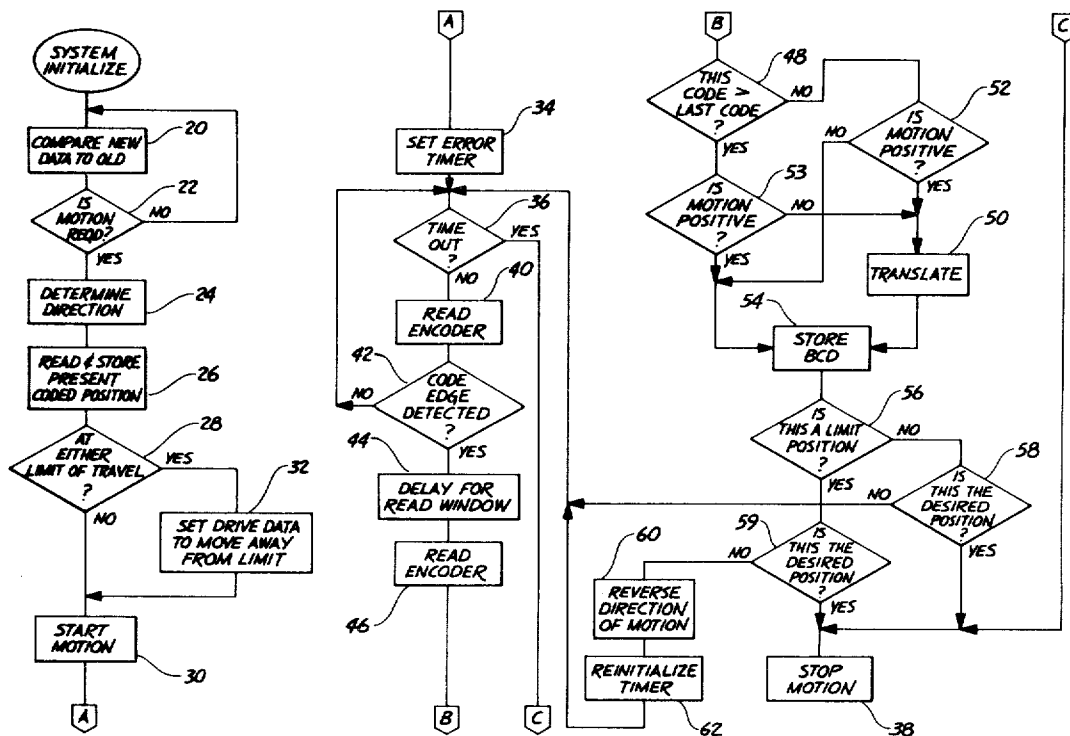 SYSTEM
INITIALIZE
20
COMPARE NEW
DATA TO OLD
22
IS
MOTION
REQD?
NO
YES
DETERMINE
DIRECTION
24
READ & STORE
PRESENT
CODED POSITION
26
28
AT
EITHER
LIMIT OF TRAVEL
?
YES
NO
32
SET DRIVE DATA
TO MOVE AWAY
FROM LIMIT
START
MOTION
30
A
A
34
SET ERROR
TIMER
36
TIME
OUT
?
YES
NO
40
READ
ENCODER
42
CODE
EDGE
DETECTED
?
NO
YES
44
DELAY FOR
READ WINDOW
READ
ENCODER
46
B
C
B
48
THIS
CODE >
LAST CODE
?
NO
YES
52
IS
MOTION
POSITIVE
?
NO
YES
53
IS
MOTION
POSITIVE
?
NO
YES
50
TRANSLATE
54
STORE
BCD
56
IS
THIS A LIMIT
POSITION
?
NO
YES
58
IS
THIS THE
DESIRED
POSITION
?
NO
YES
59
IS
THIS THE
DESIRED
POSITION
?
NO
YES
60
REVERSE
DIRECTION
OF MOTION
REINITIALIZE
TIMER
62
STOP
MOTION
38
C